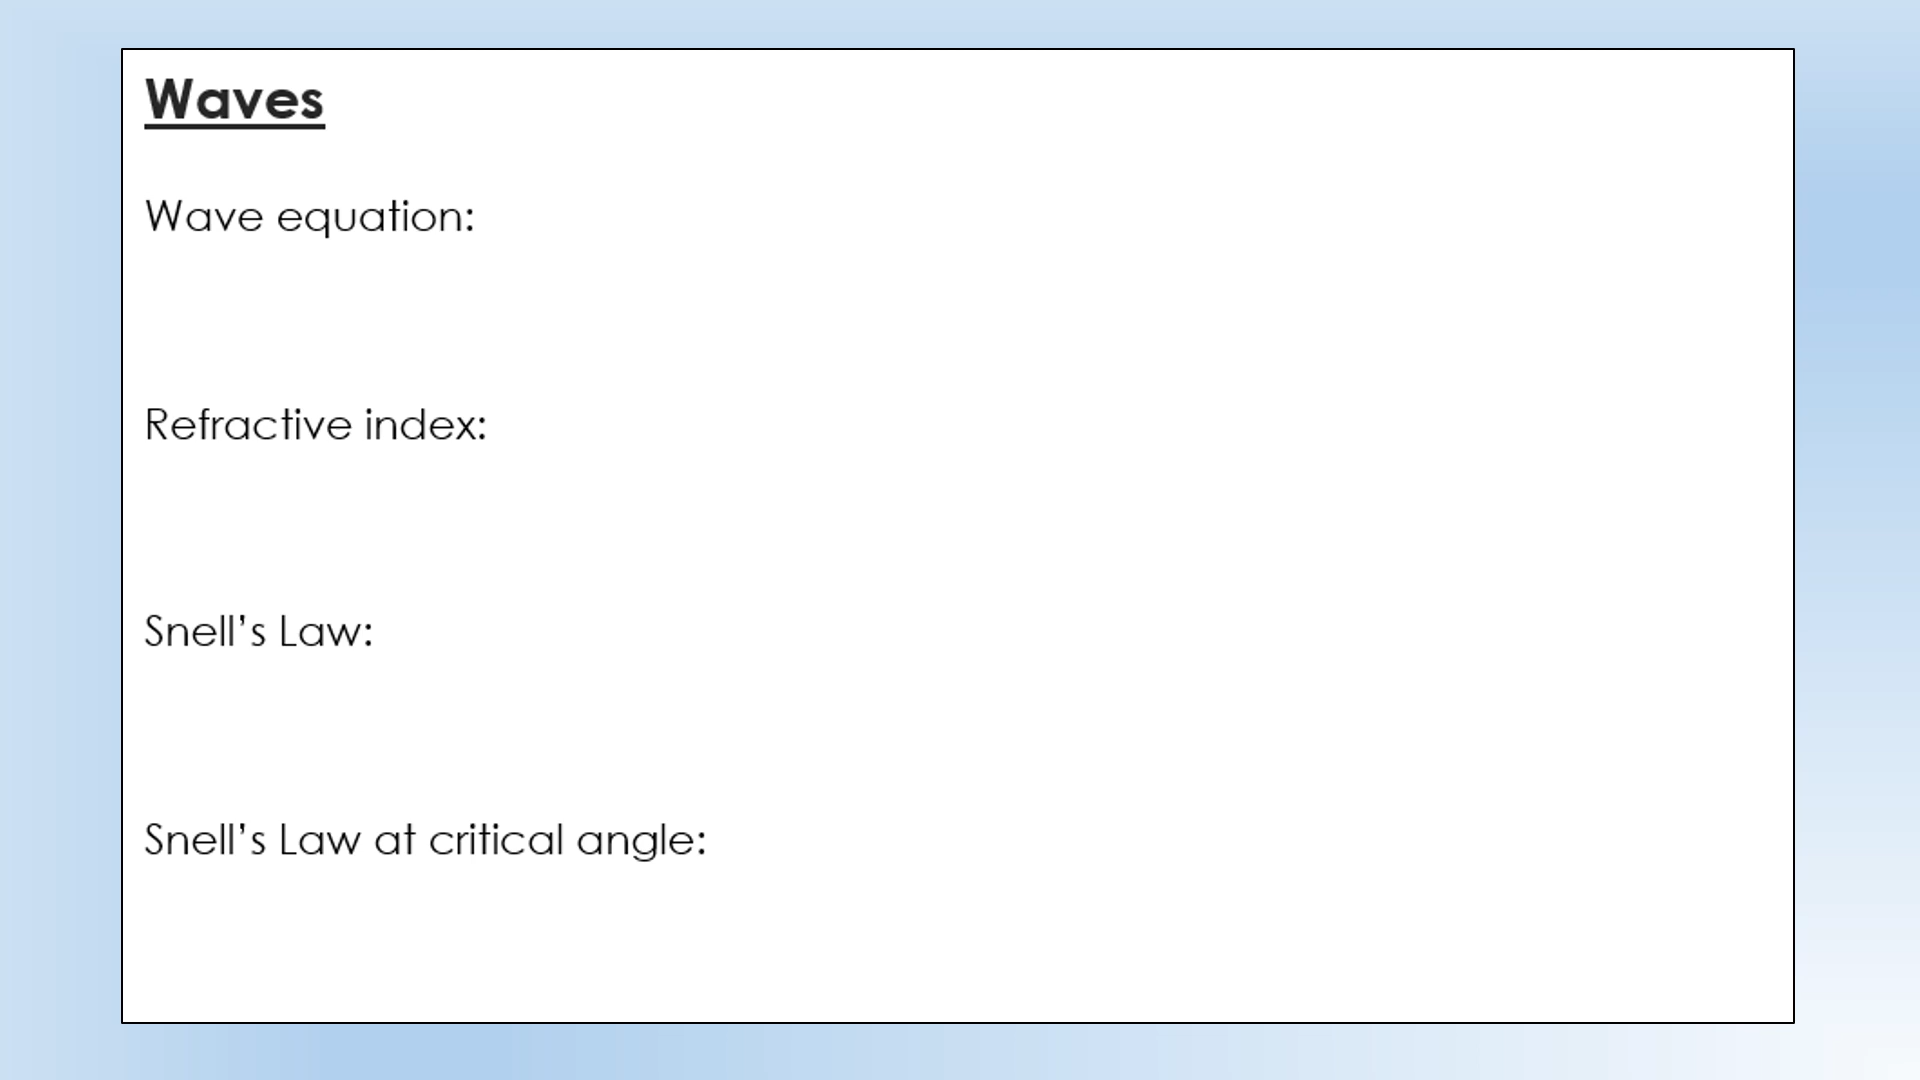 Waves
Wave equation:
Refractive index:
Snell’s Law:
Snell’s Law at critical angle: